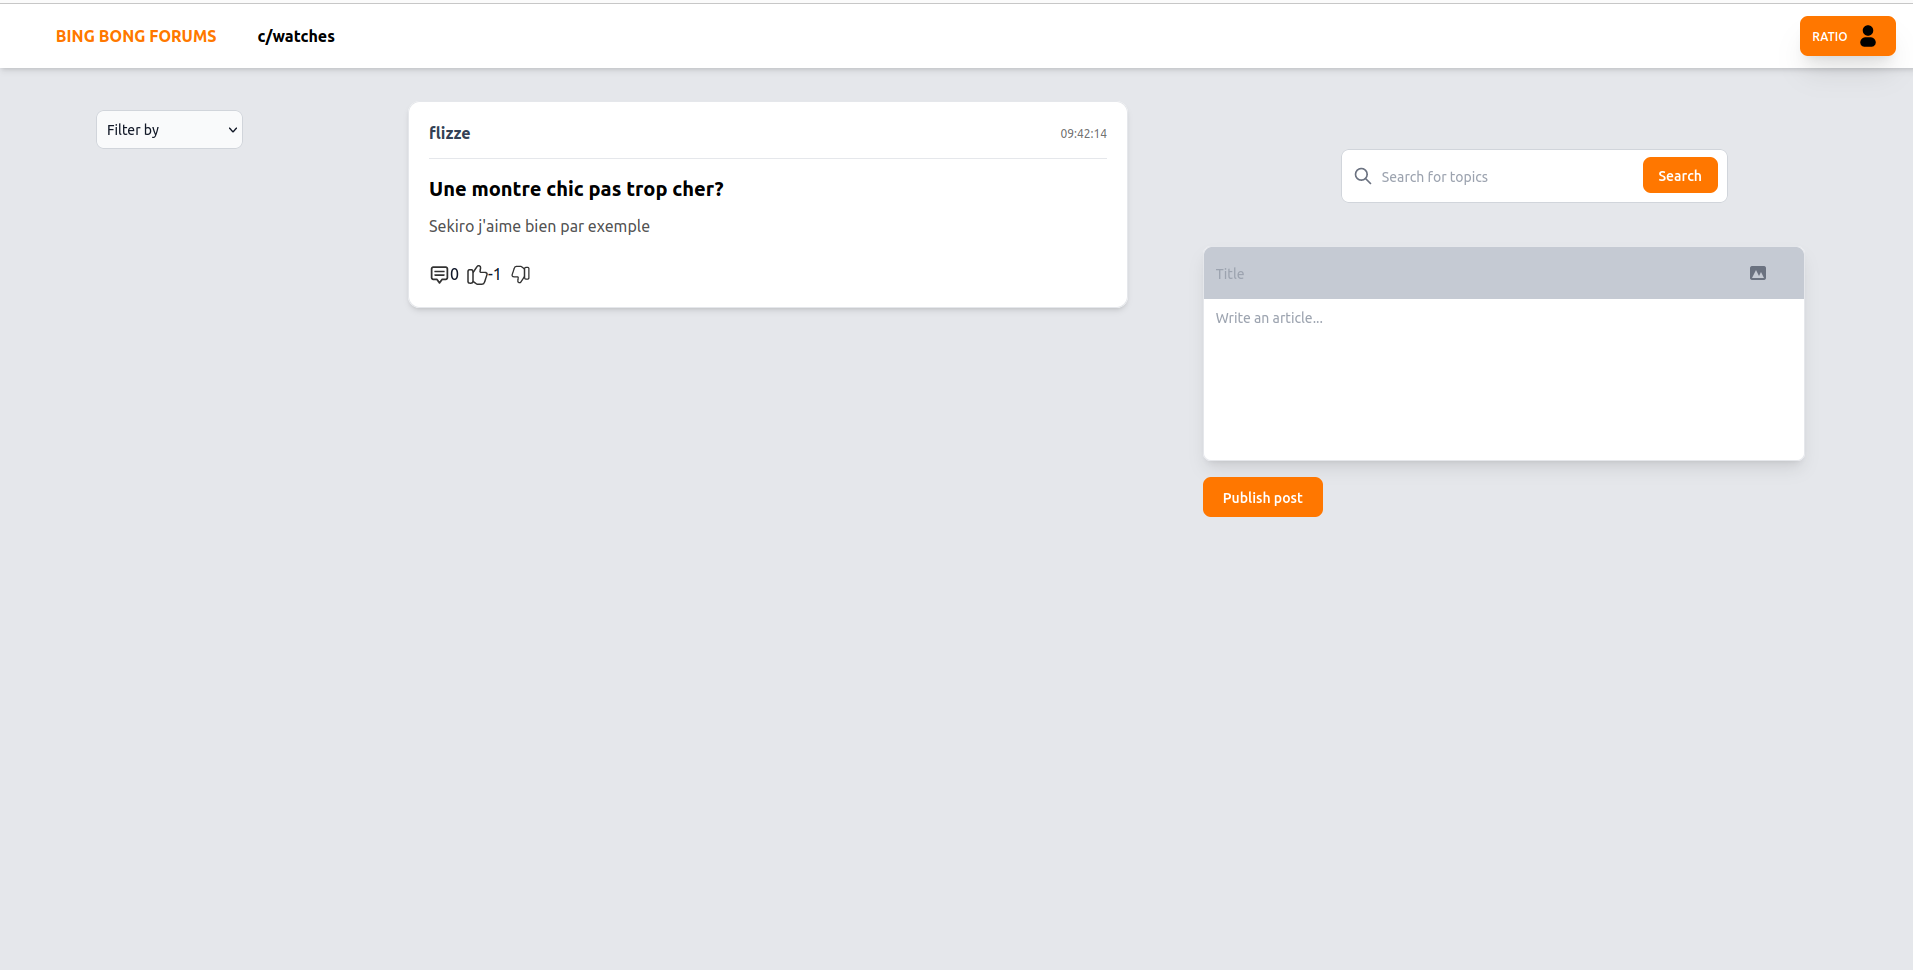 BING BONG FORUMS c/watches RATIO
Filter by
flizze 09:42:14
Une montre chic pas trop cher?
Sekiro j'aime bien par exemple
0 -1
Search for topics Search
Title
Write an article...
Publish post